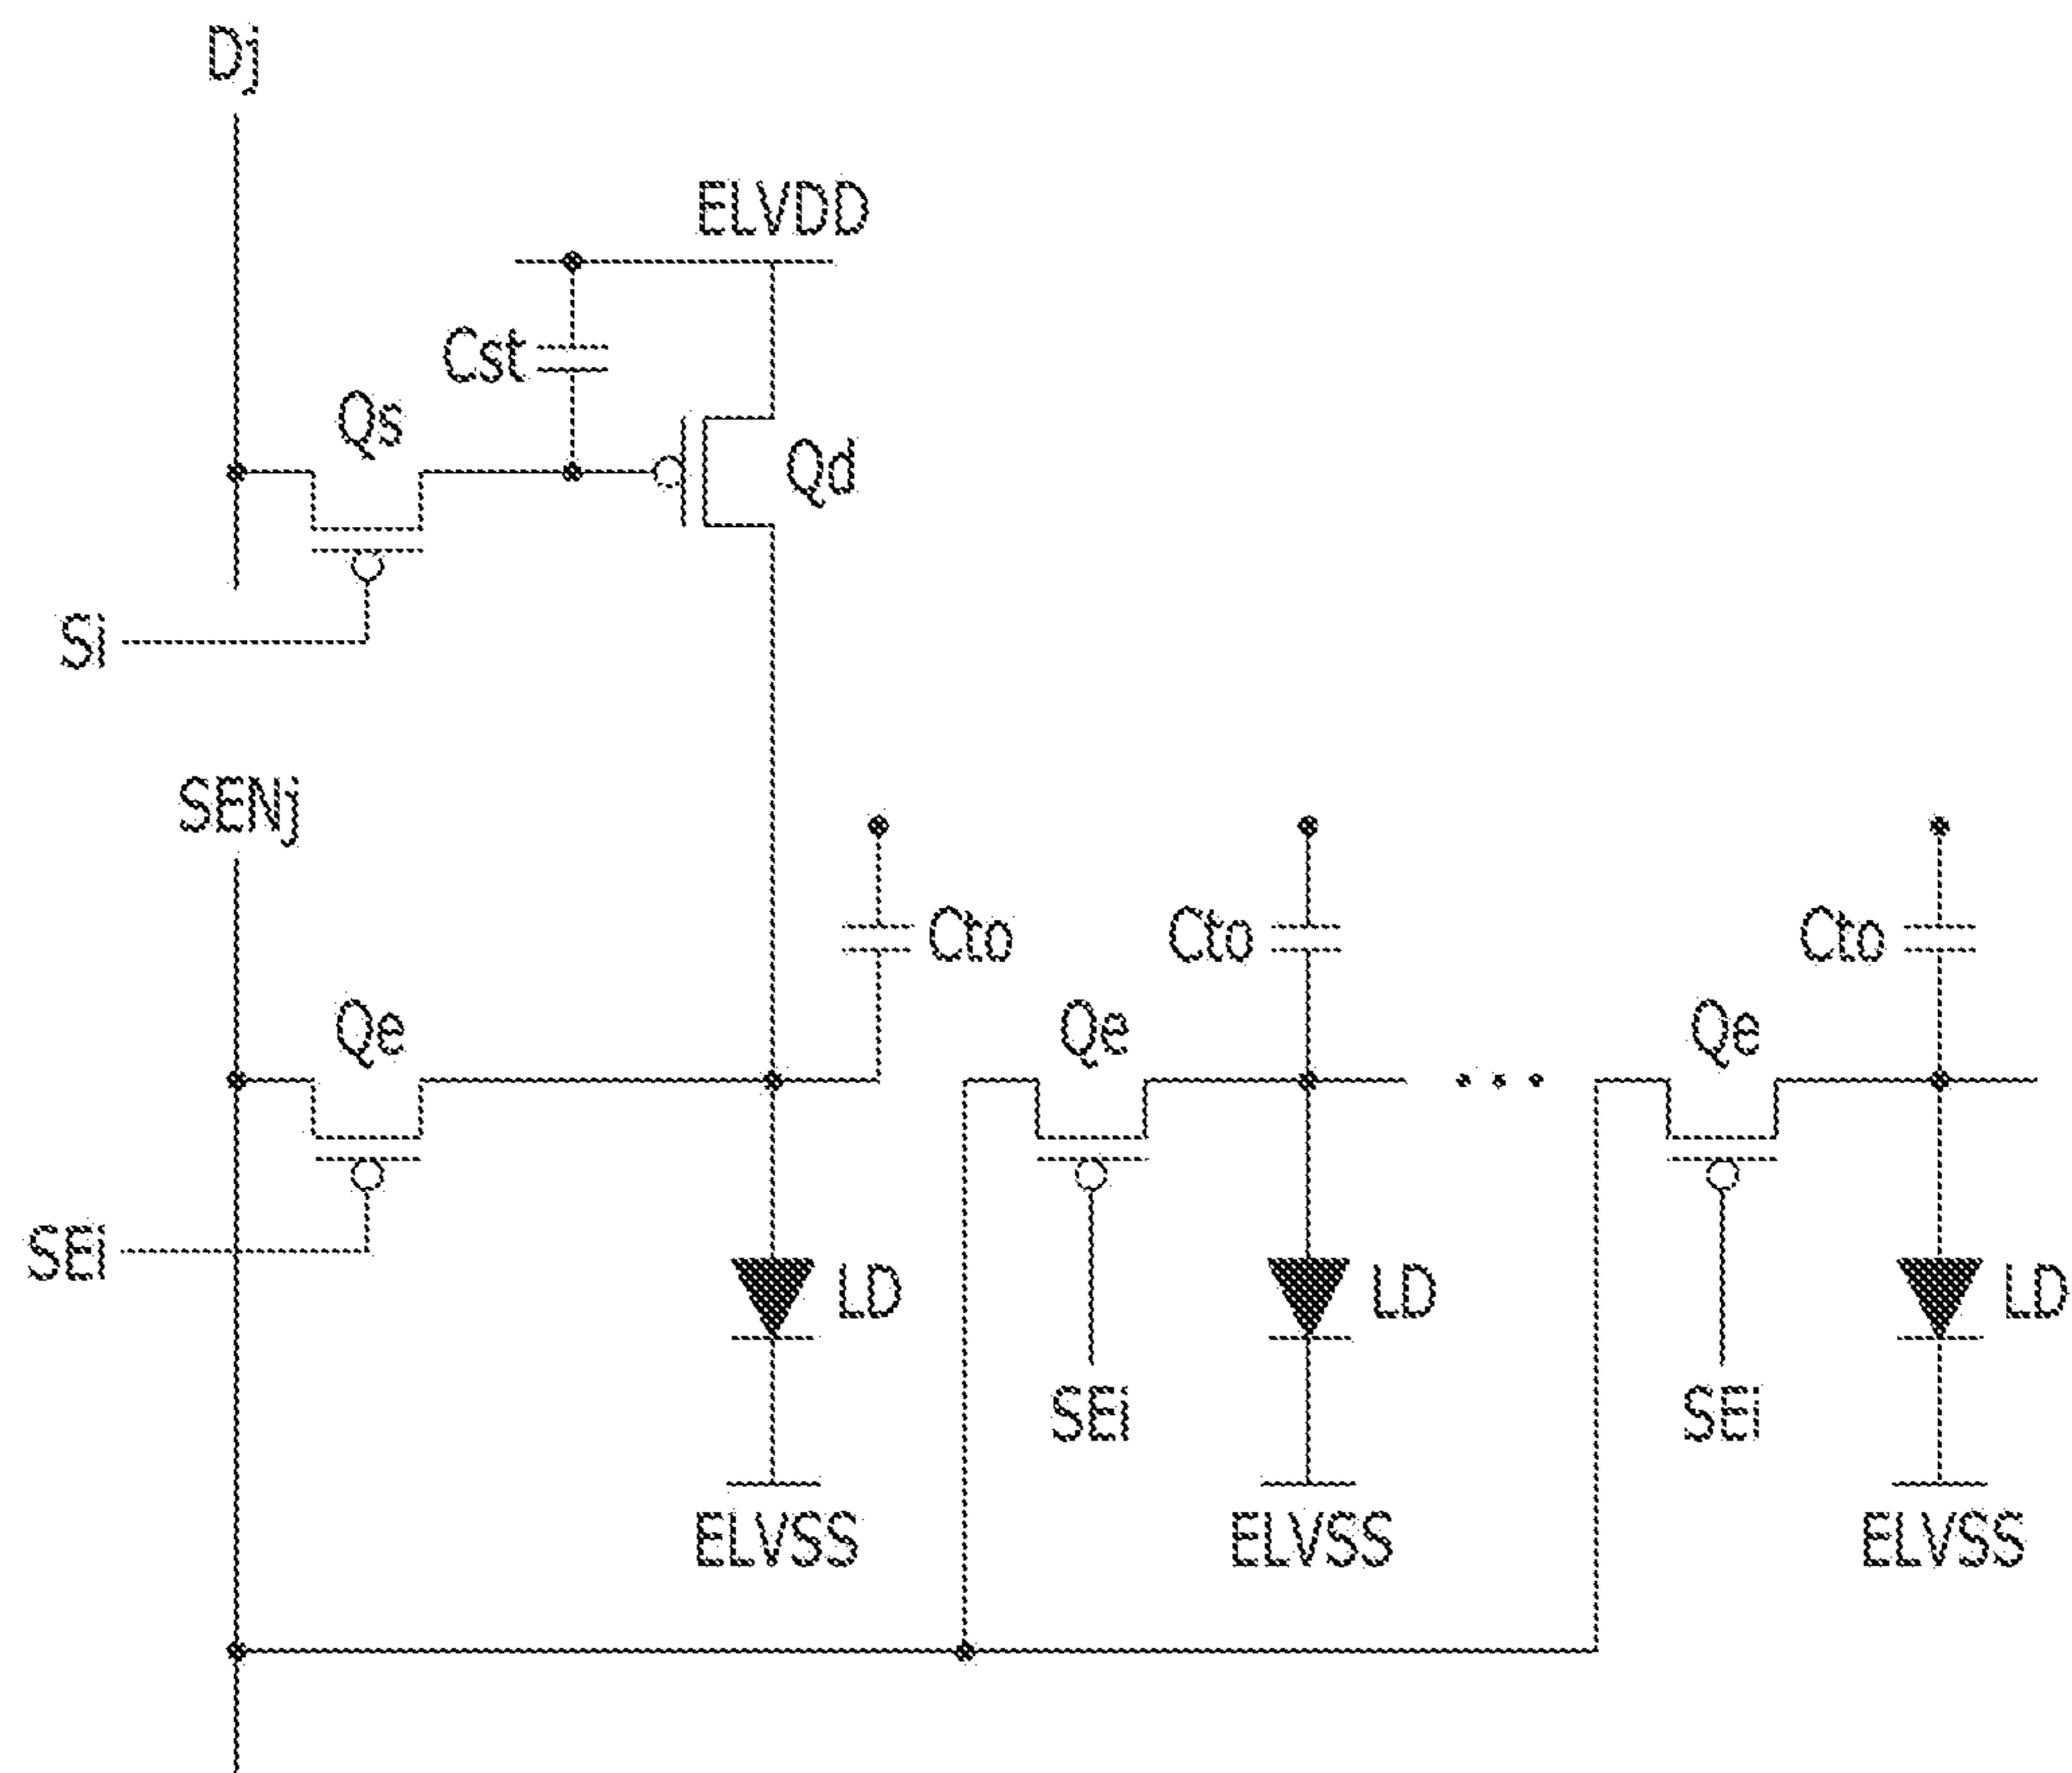 Dj
ELVDD
Cst
Qs
Qd
Si
SENj
Cto
Cto
Cto
Qe
Qe
Qe
SEi
LD
LD
LD
SEi
SEi
ELVSS
ELVSS
ELVSS